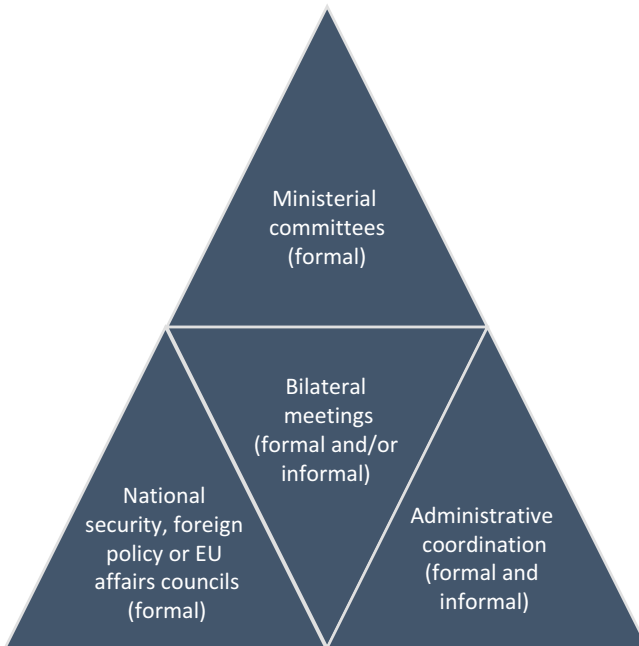 Ministerial
committees
(formal)
Bilateral
meetings
(formal and/or
informal)
National
security, foreign
policy or EU
affairs councils
(formal)
Administrative
coordination
(formal and
informal)